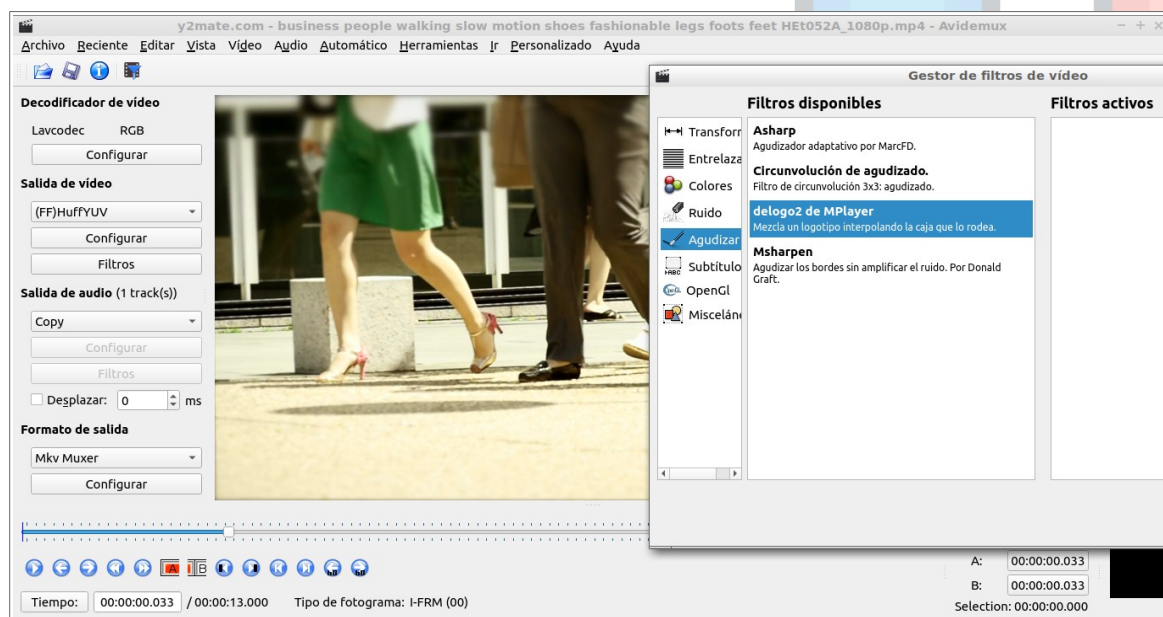 y2mate.com - business people walking slow motion shoes fashionable legs foots feet HEt052A_1080p.mp4 - Avidemux
Archivo Reciente Editar Vista Vídeo Audio Automático Herramientas Ir Personalizado Ayuda
Decodificador de vídeo
Lavcodec RGB
Configurar
Salida de vídeo
(FF)HuffYUV
Configurar
Filtros
Salida de audio (1 track(s))
Copy
Configurar
Filtros
Desplazar: 0 ms
Formato de salida
Mkv Muxer
Configurar
Gestor de filtros de vídeo
Filtros disponibles
Filtros activos
Transforr
Entrelaza
Colores
Ruido
Agudizar
Subtítulo
OpenGl
Misceláne
Asharp
Agudizador adaptativo por MarcFD.
Circunvolución de agudizado.
Filtro de circunvolución 3x3: agudizado.
delogo2 de MPlayer
Mezcla un logotipo interpolando la caja que lo rodea.
Msharpen
Agudizar los bordes sin amplificar el ruido. Por Donald
Graft.
A B 60 60
A: 00:00:00.033
B: 00:00:00.033
Selection: 00:00:00.000
Tiempo: 00:00:00.033 / 00:00:13.000 Tipo de fotograma: I-FRM (00)